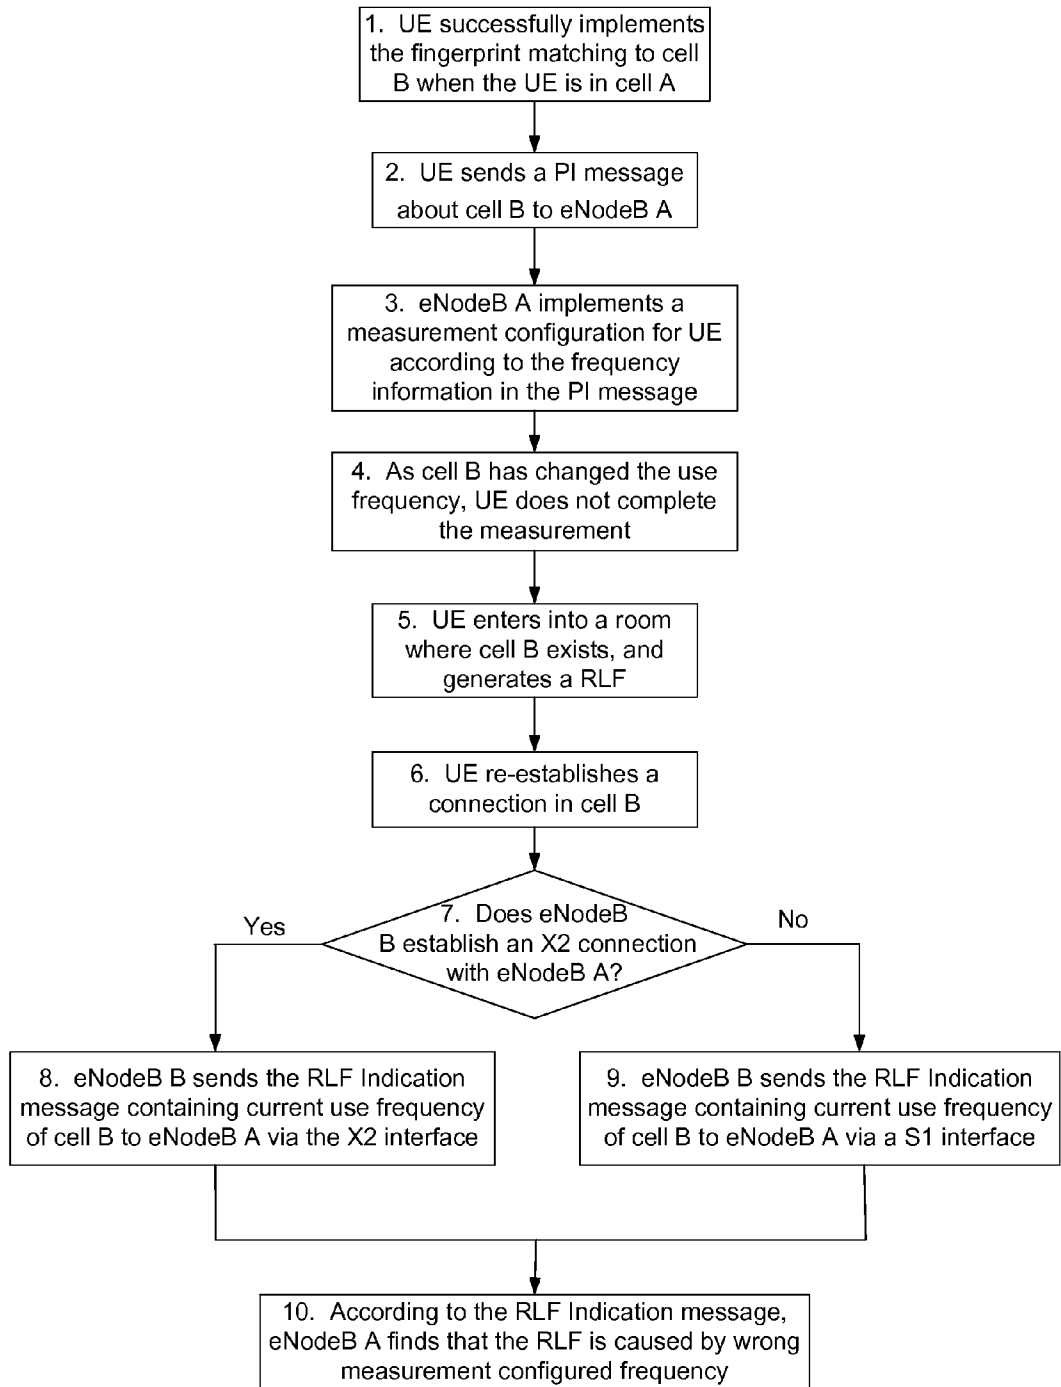 1. UE successfully implements
the fingerprint matching to cell
B when the UE is in cell A
2. UE sends a PI message
about cell B to eNodeB A
3. eNodeB A implements a
measurement configuration for UE
according to the frequency
information in the PI message
4. As cell B has changed the use
frequency, UE does not complete
the measurement
5. UE enters into a room
where cell B exists, and
generates a RLF
6. UE re-establishes a
connection in cell B
7. Does eNodeB
B establish an X2 connection
with eNodeB A?
Yes
No
8. eNodeB B sends the RLF Indication
message containing current use frequency
of cell B to eNodeB A via the X2 interface
9. eNodeB B sends the RLF Indication
message containing current use frequency
of cell B to eNodeB A via a S1 interface
10. According to the RLF Indication message,
eNodeB A finds that the RLF is caused by wrong
measurement configured frequency